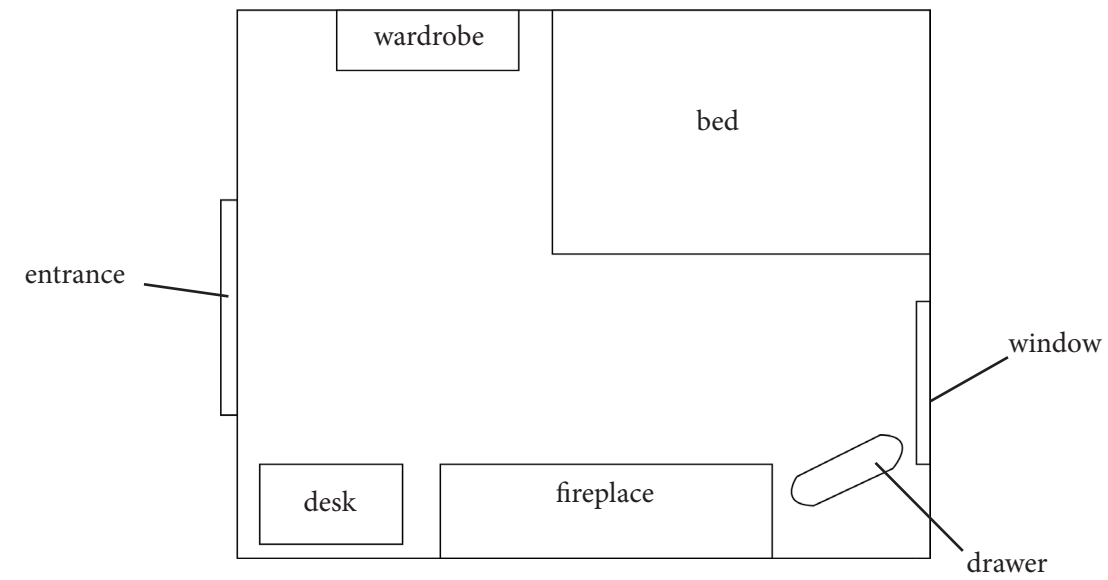 wardrobe
bed
entrance
window
desk
fireplace
drawer